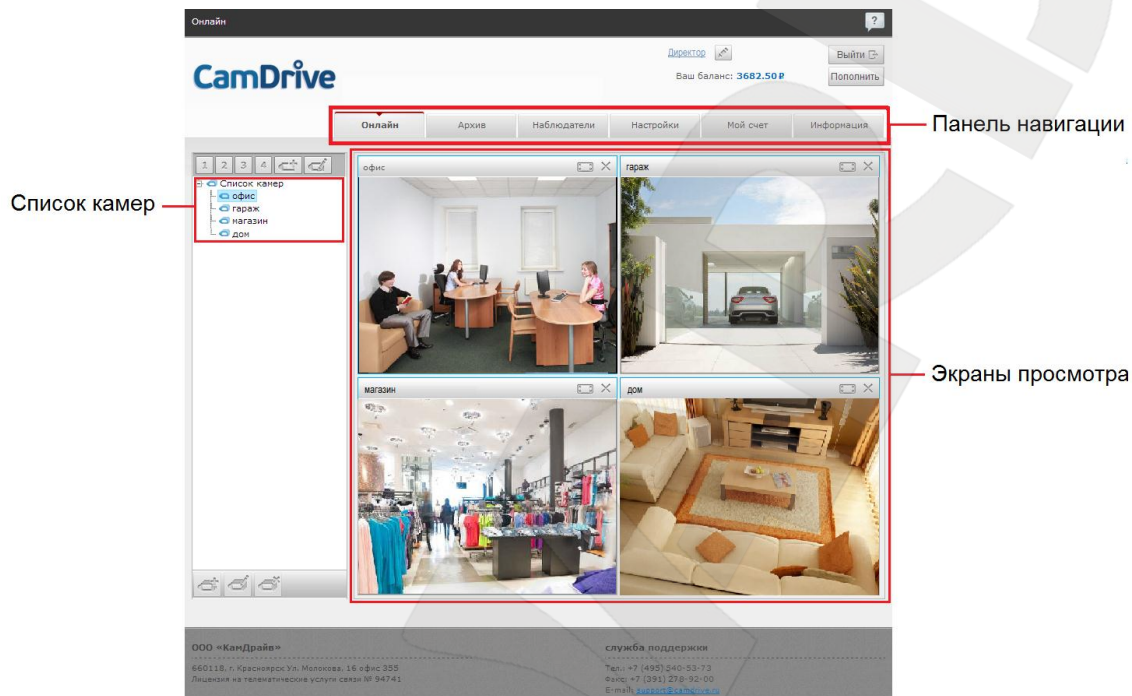 Онлайн
?
CamDrive
Директор
Выйти
Ваш баланс: 3682.50 ₽
Пополнить
Онлайн
Архив
Наблюдатели
Настройки
Мой счет
Информация
Панель навигации
1 2 3 4
Список камер
Список камер
офис
гараж
магазин
дом
офис
гараж
магазин
дом
Экраны просмотра
ООО «КамДрайв»
660118, г. Красноярск Ул. Молокова, 16 офис 355
Лицензия на телематические услуги связи № 94741
служба поддержки
Тел.: +7 (495) 540-53-73
Факс: +7 (391) 278-92-00
E-mail: support@camdrive.ru